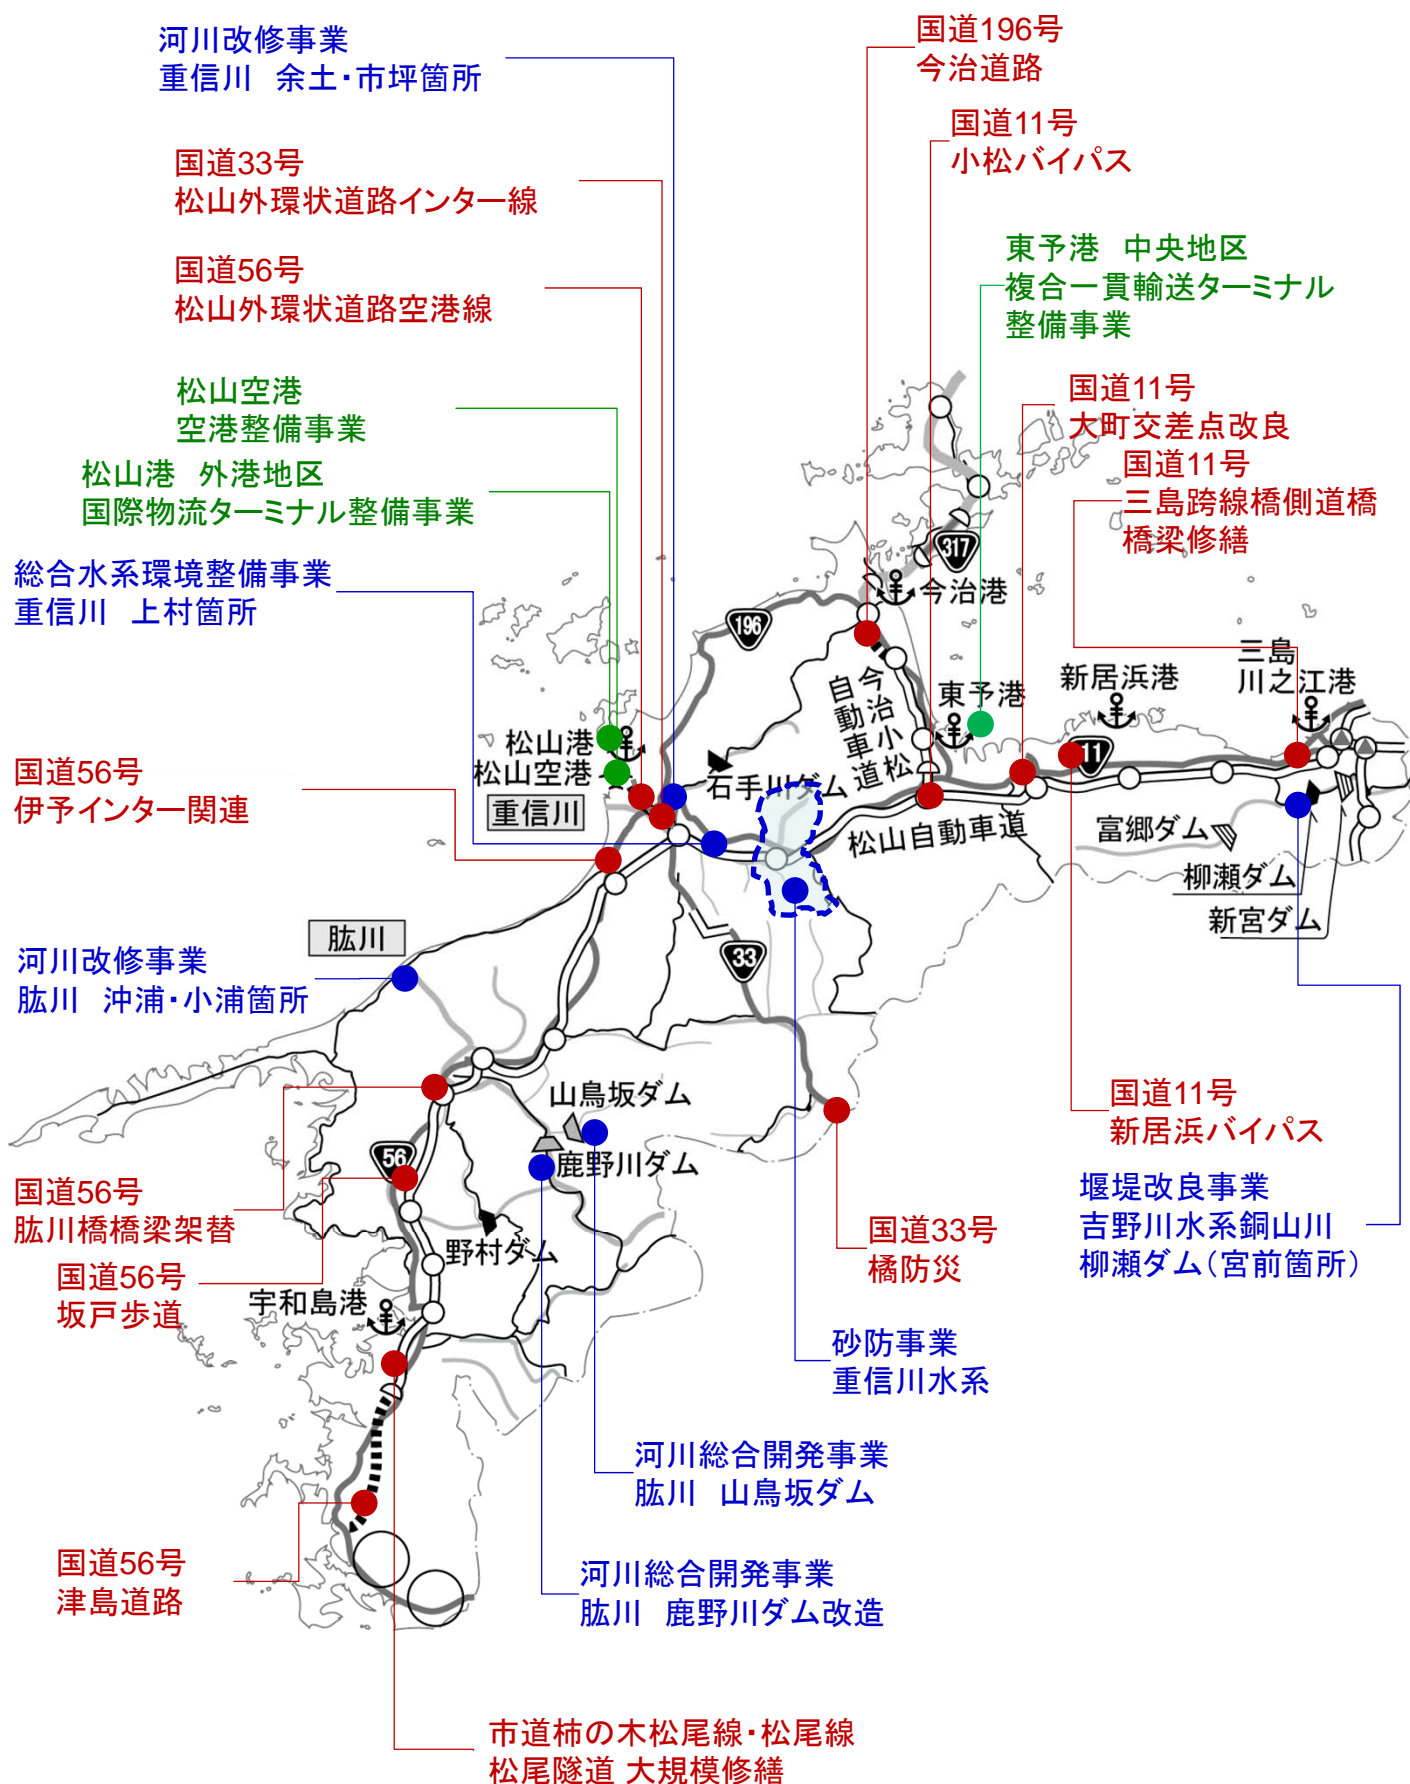 河川改修事業
重信川　余土・市坪箇所
国道196号
今治道路
国道33号
松山外環状道路インター線
国道11号
小松バイパス
国道56号
松山外環状道路空港線
東予港　中央地区
複合一貫輸送ターミナル
整備事業
松山空港
空港整備事業
国道11号
大町交差点改良
松山港　外港地区
国際物流ターミナル整備事業
国道11号
三島跨線橋側道橋
橋梁修繕
総合水系環境整備事業
重信川　上村箇所
317
今治港
196
三島
川之江港
新居浜港
東予港
今治小松
自動車道
松山港
松山空港
石手川ダム
11
国道56号
伊予インター関連
重信川
松山自動車道
富郷ダム
柳瀬ダム
新宮ダム
肱川
33
河川改修事業
肱川　沖浦・小浦箇所
山鳥坂ダム
国道11号
新居浜バイパス
鹿野川ダム
56
国道56号
肱川橋橋梁架替
野村ダム
国道33号
橘防災
堰堤改良事業
吉野川水系銅山川
柳瀬ダム（宮前箇所）
国道56号
坂戸歩道
宇和島港
砂防事業
重信川水系
河川総合開発事業
肱川　山鳥坂ダム
国道56号
津島道路
河川総合開発事業
肱川　鹿野川ダム改造
市道柿の木松尾線・松尾線
松尾隧道 大規模修繕